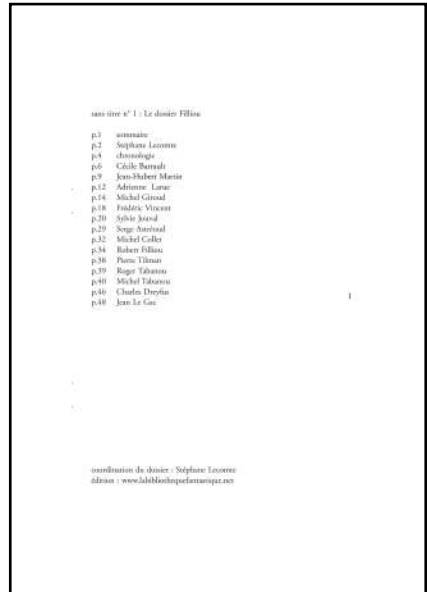 sans titre n° 1 : Le dossier Filliou
p.1 sommaire
p.2 Stéphane Lecomte
p.4 chronologie
p.6 Cécile Barrault
p.9 Jean-Hubert Martin
p.12 Adrienne Larue
p.14 Michel Giroud
p.18 Frédéric Vincent
p.20 Sylvie Jouval
p.29 Serge
p.32 Michel Collet
p.34 Robert Filliou
p.38 Pierre Tilman
p.39 Roger Tabanou
p.40 Michel Tabanou
p.46 Charles Dreyfus
p.48 Jean Le Gac
1
coordination du dossier : Stéphane Lecomte
édition : www.labibliothequefantastique.net